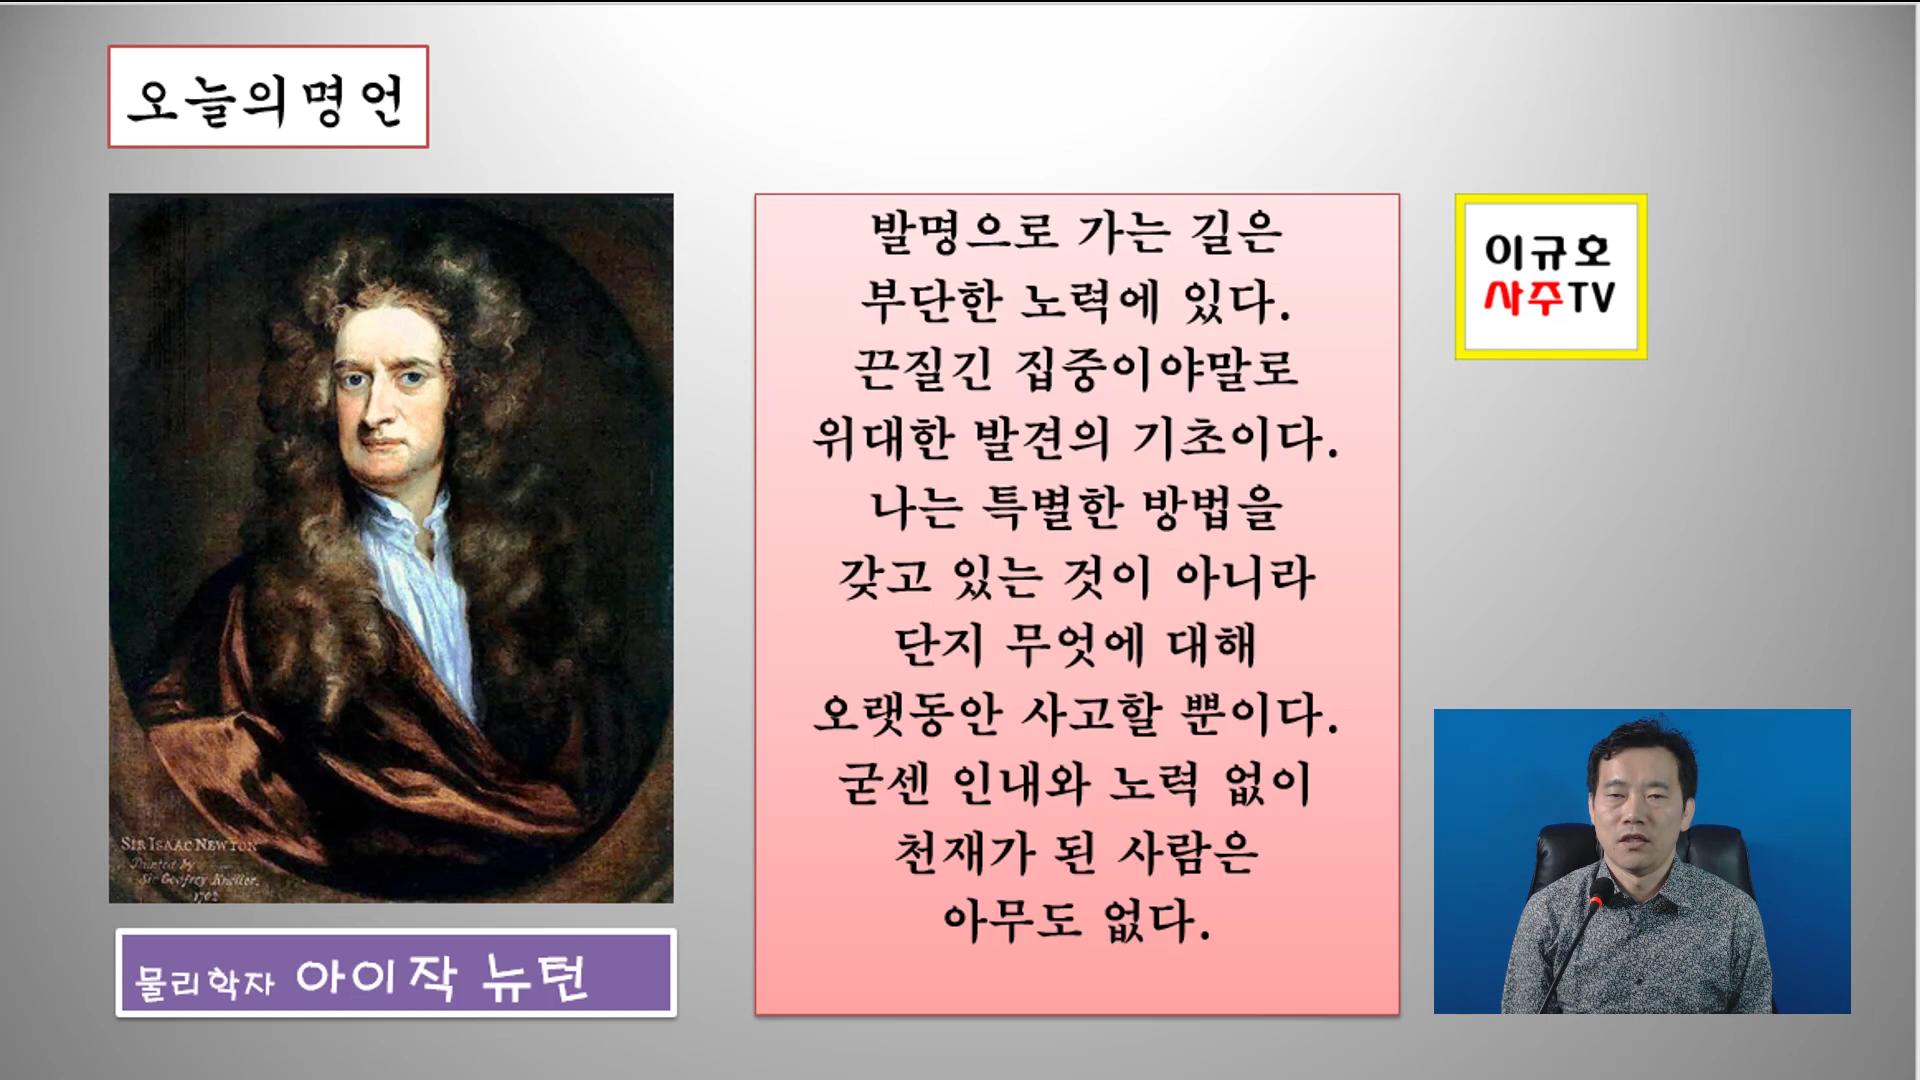 오늘의명언
발명으로 가는 길은
부단한 노력에 있다.
끈질긴 집중이야말로
위대한 발견의 기초이다.
나는 특별한 방법을
갖고 있는 것이 아니라
단지 무엇에 대해
오랫동안 사고할 뿐이다.
굳센 인내와 노력 없이
천재가 된 사람은
아무도 없다.
이규호
사주TV
SIR ISAAC NEWTON
Painted by
Sir Godfrey Kneller.
1702
물리학자 아이작 뉴턴